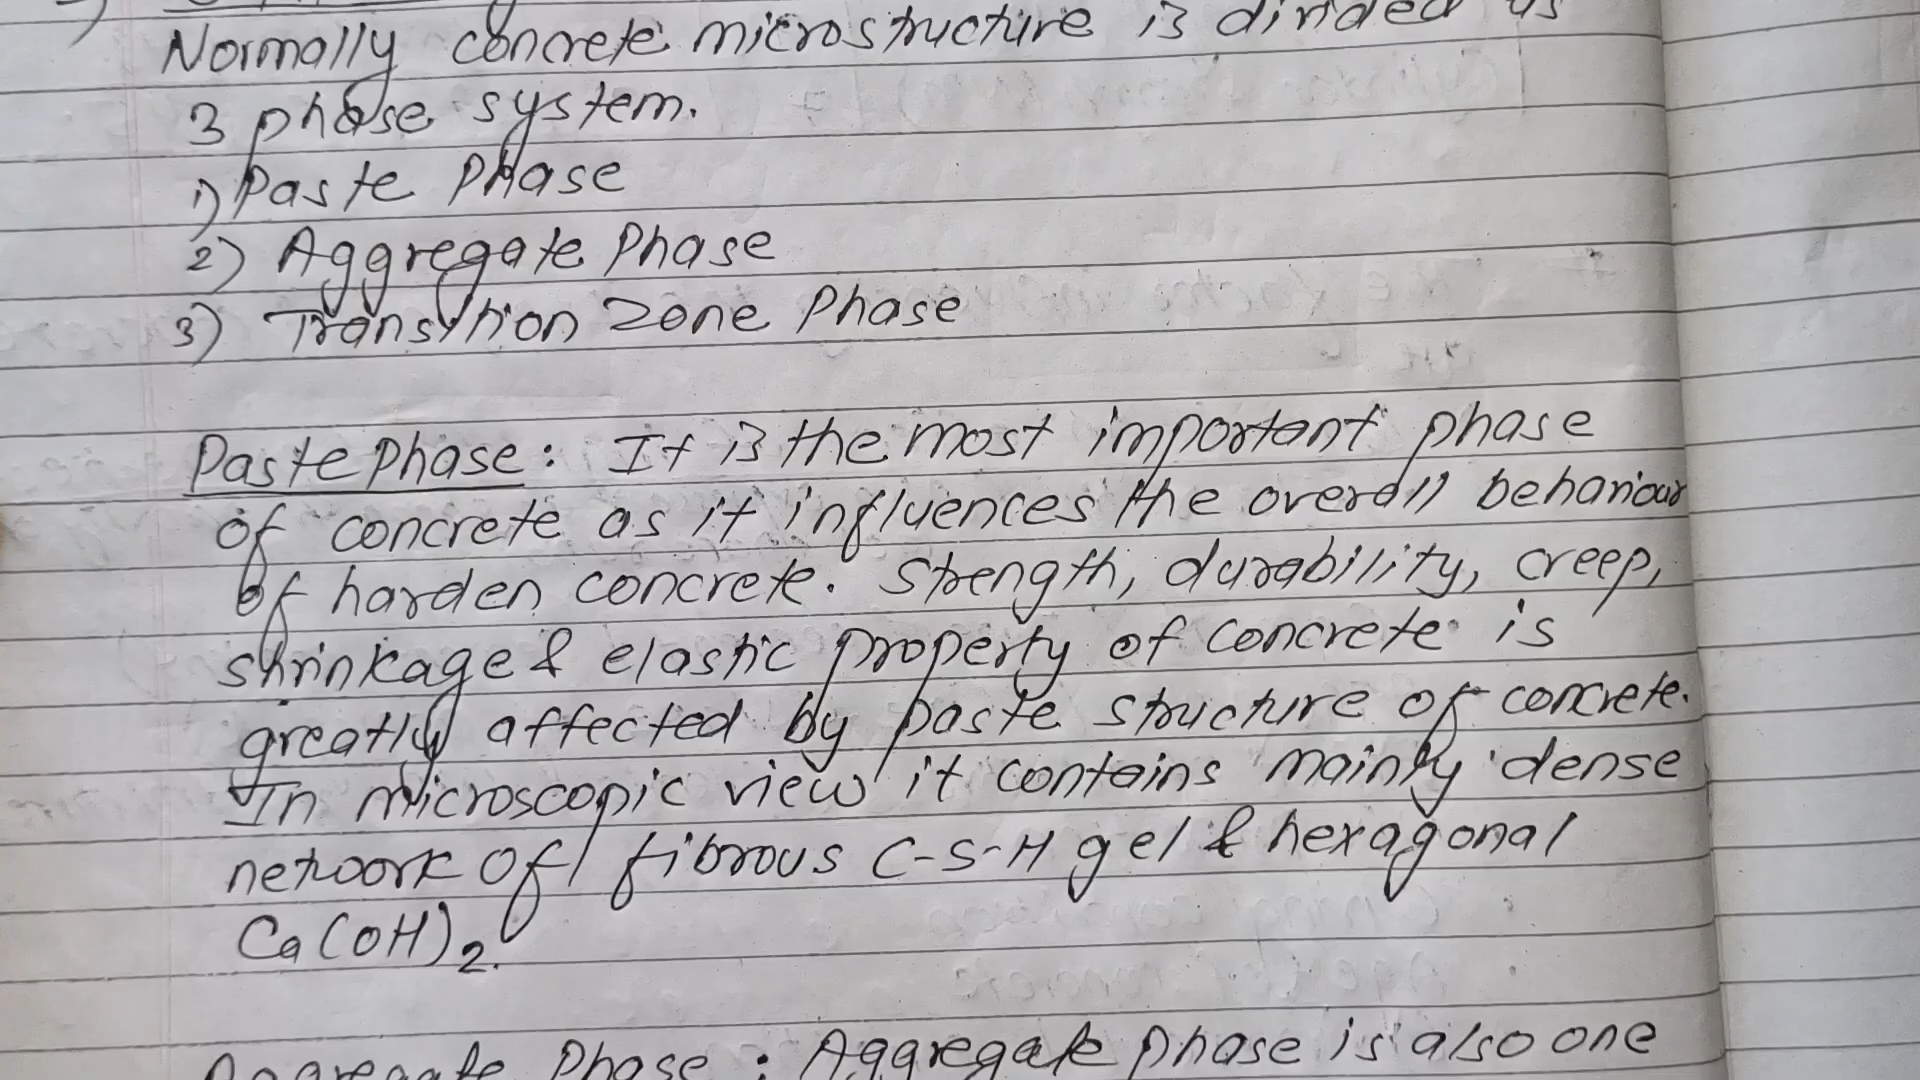 Normally concrete microstructure is divided as
3 phase system.
1) Paste Phase
2) Aggregate Phase
3) Transition Zone Phase
Paste Phase : It is the most important phase
of concrete as it influences the overall behaviour
of harden concrete. Strength, durability, creep,
shrinkage & elastic property of concrete is
greatly affected by paste structure of concrete.
In microscopic view it contains mainly dense
network of fibrous C-S-H gel & hexagonal
Ca(OH)2.
Aggregate Phase : Aggregate phase is also one